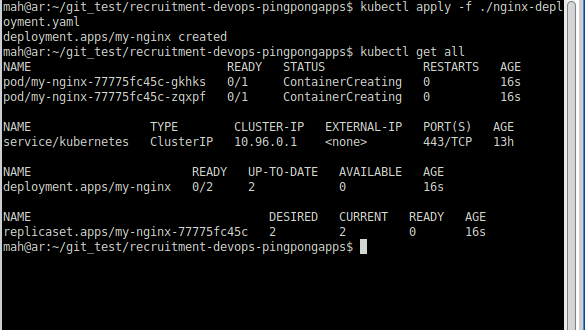 mah@ar:~/git_test/recruitment-devops-pingpongapps$ kubectl apply -f ./nginx-depl
oyment.yaml
deployment.apps/my-nginx created
mah@ar:~/git_test/recruitment-devops-pingpongapps$ kubectl get all
NAME READY STATUS RESTARTS AGE
pod/my-nginx-77775fc45c-gkhks 0/1 ContainerCreating 0 16s
pod/my-nginx-77775fc45c-zqxpf 0/1 ContainerCreating 0 16s
NAME TYPE CLUSTER-IP EXTERNAL-IP PORT(S) AGE
service/kubernetes ClusterIP 10.96.0.1 <none> 443/TCP 13h
NAME READY UP-TO-DATE AVAILABLE AGE
deployment.apps/my-nginx 0/2 2 0 16s
NAME DESIRED CURRENT READY AGE
replicaset.apps/my-nginx-77775fc45c 2 2 0 16s
mah@ar:~/git_test/recruitment-devops-pingpongapps$